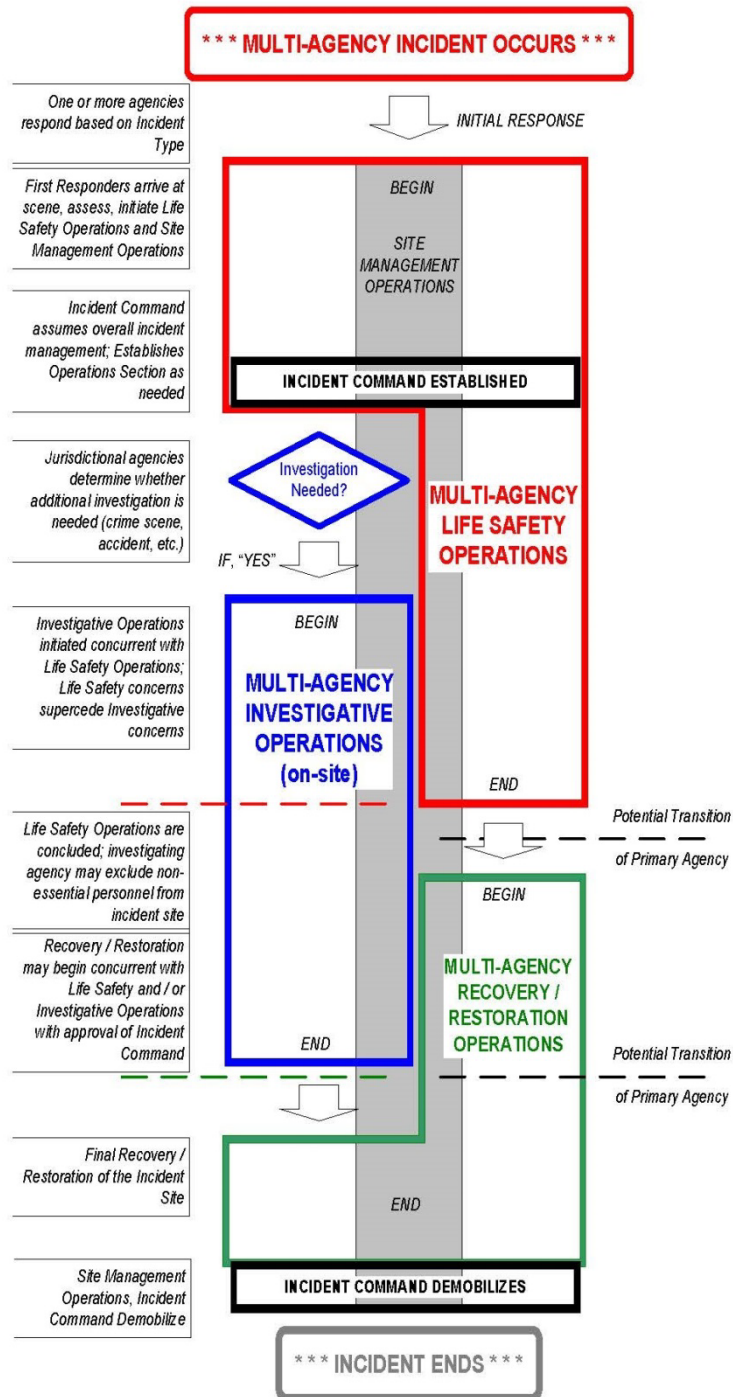 * * * MULTI-AGENCY INCIDENT OCCURS * * *
One or more agencies
respond based on Incident
Type
INITIAL RESPONSE
First Responders arrive at
scene, assess, initiate Life
Safety Operations and Site
Management Operations
BEGIN
SITE
MANAGEMENT
OPERATIONS
Incident Command
assumes overall incident
management; Establishes
Operations Section as
needed
INCIDENT COMMAND ESTABLISHED
Jurisdictional agencies
determine whether
additional investigation is
needed (crime scene,
accident, etc.)
Investigation
Needed?
IF, “YES”
MULTI-AGENCY
LIFE SAFETY
OPERATIONS
Investigative Operations
initiated concurrent with
Life Safety Operations;
Life Safety concerns
supercede Investigative
concerns
BEGIN
MULTI-AGENCY
INVESTIGATIVE
OPERATIONS
(on-site)
END
Potential Transition
of Primary Agency
Life Safety Operations are
concluded; investigating
agency may exclude non-
essential personnel from
incident site
BEGIN
Recovery / Restoration
may begin concurrent with
Life Safety and / or
Investigative Operations
with approval of Incident
Command
MULTI-AGENCY
RECOVERY /
RESTORATION
OPERATIONS
END
Potential Transition
of Primary Agency
Final Recovery /
Restoration of the Incident
Site
END
Site Management
Operations, Incident
Command Demobilize
INCIDENT COMMAND DEMOBILIZES
* * * INCIDENT ENDS * * *